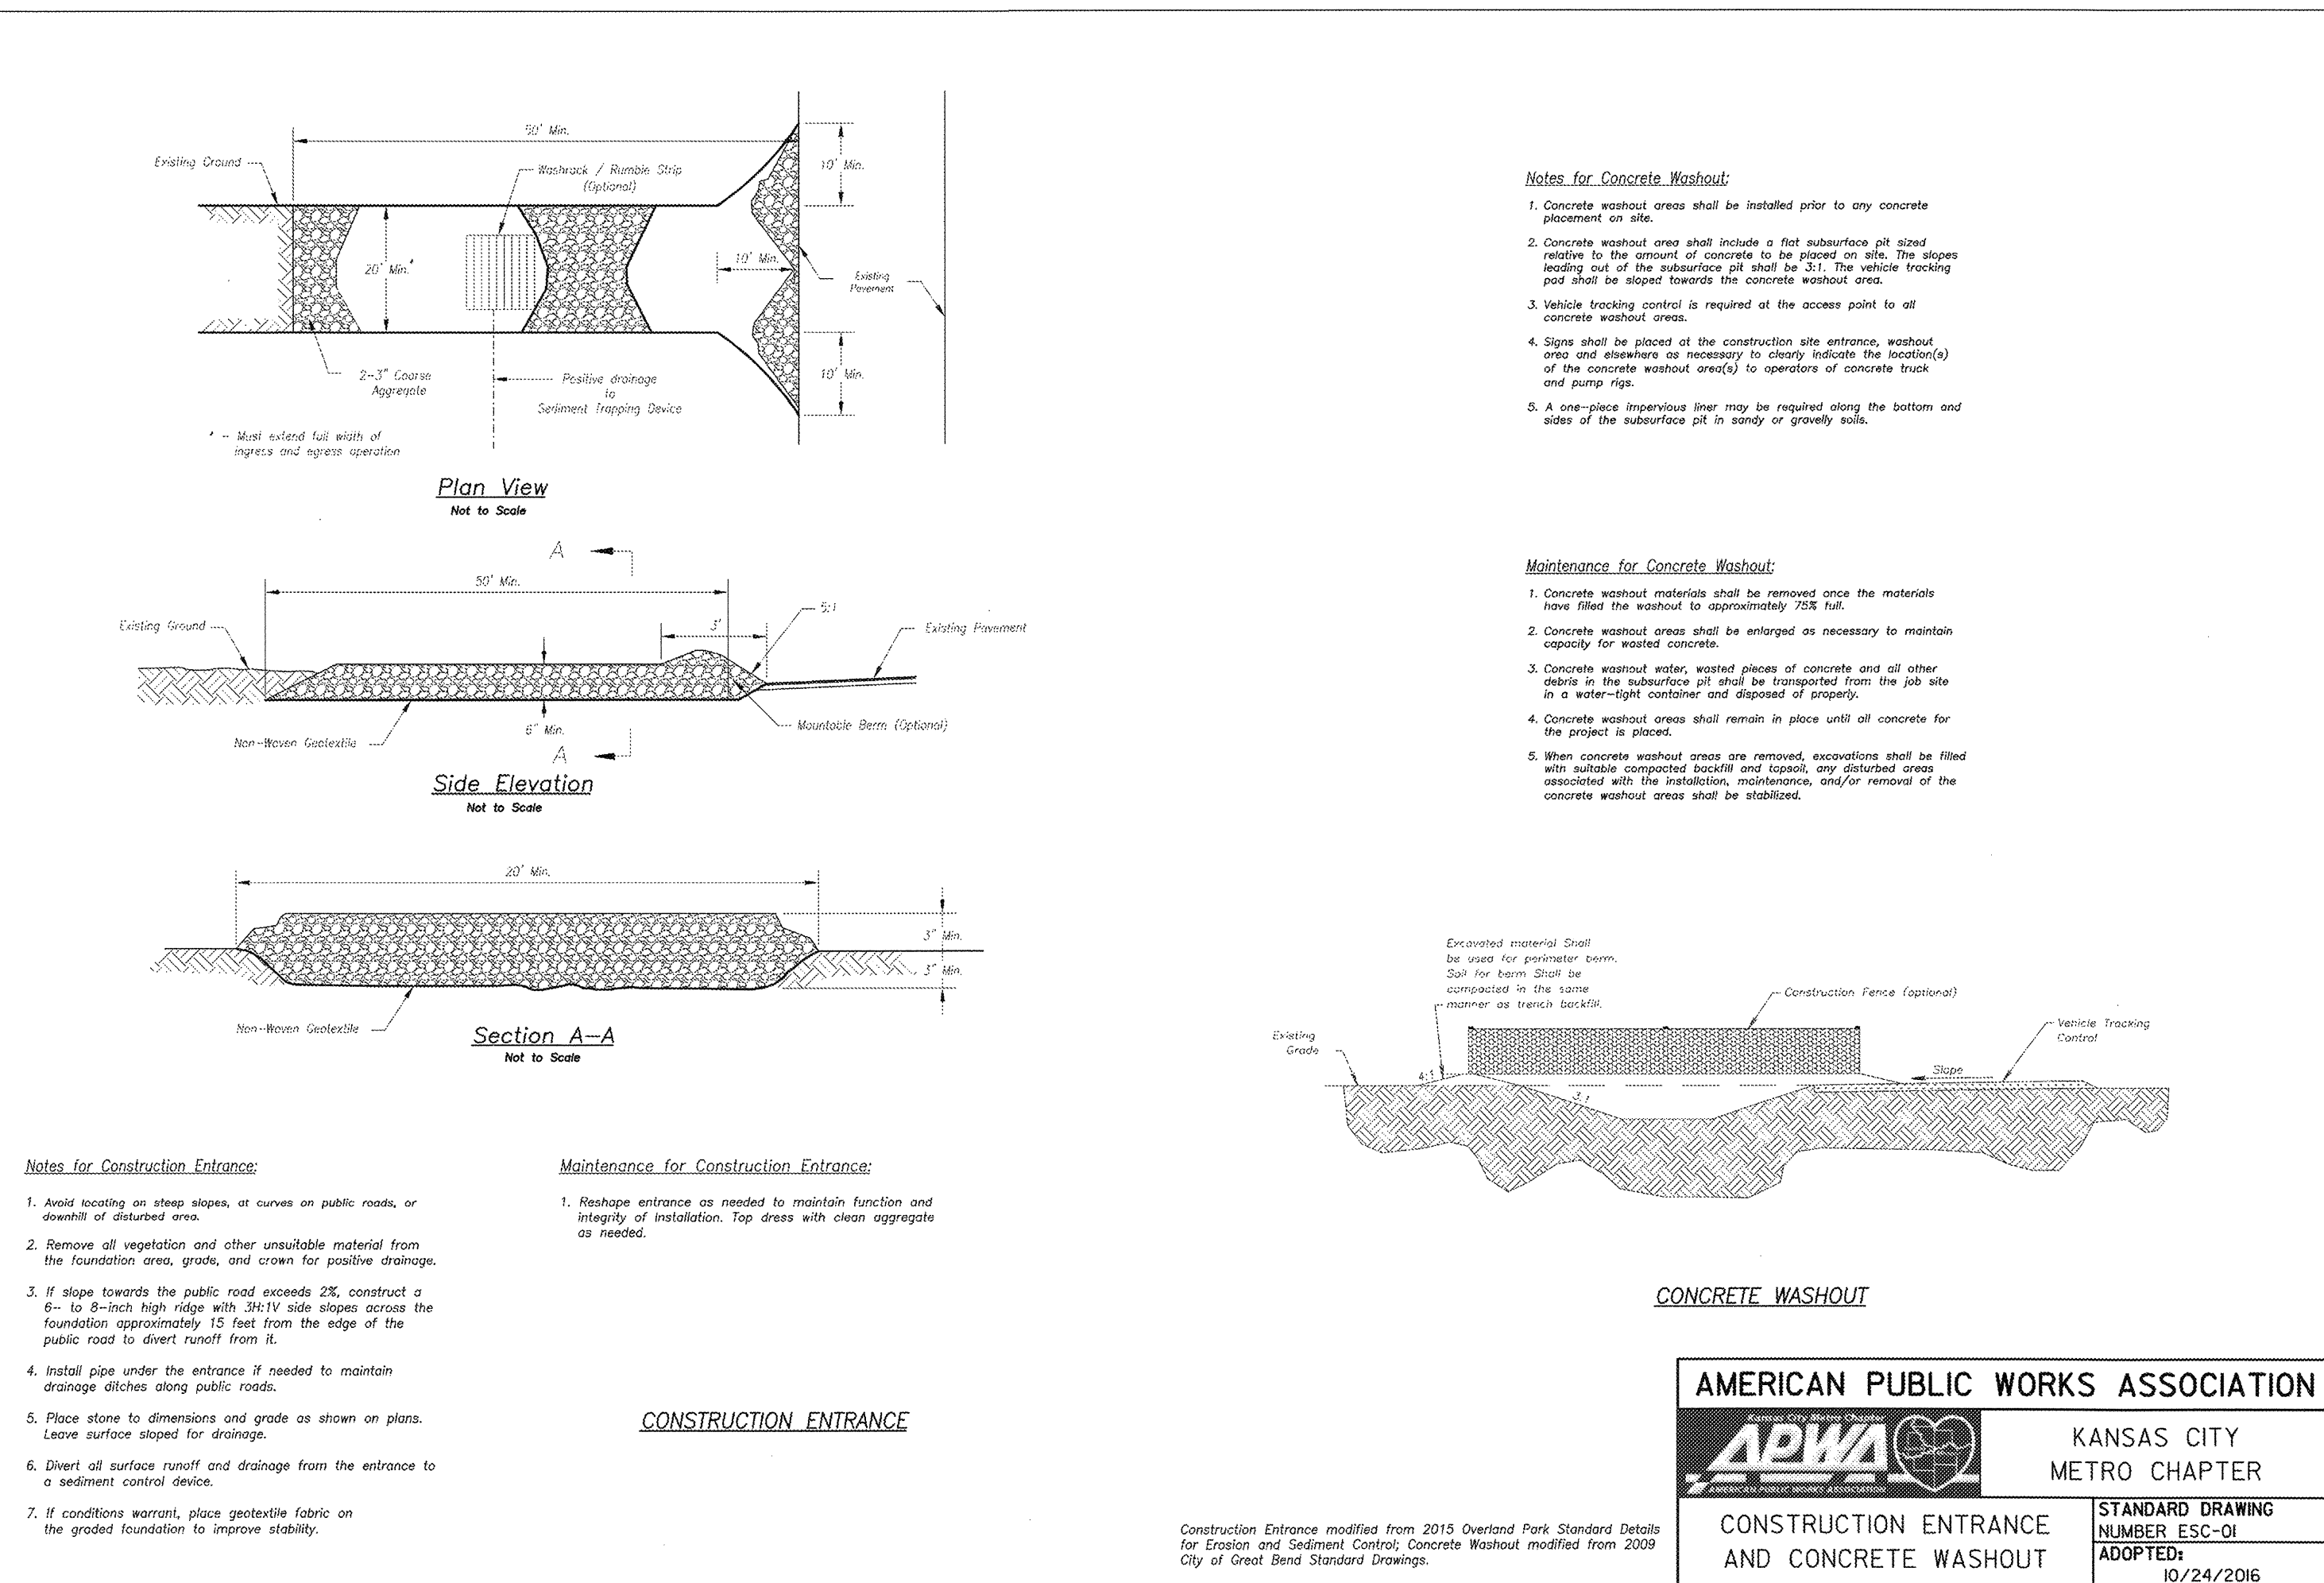 50' Min.
Existing Ground
Washrack / Rumble Strip
(Optional)
10' Min.
20' Min.*
10' Min.
Existing
Pavement
10' Min.
2-3" Coarse
Aggregate
Positive drainage
to
Sediment Trapping Device
* - Must extend full width of
ingress and egress operation
Plan View
Not to Scale
A
50' Min.
5:1
3'
Existing Ground
Existing Pavement
6" Min.
Mountable Berm (Optional)
Non-Woven Geotextile
A
Side Elevation
Not to Scale
20' Min.
3" Min.
3" Min.
Non-Woven Geotextile
Section A-A
Not to Scale
Notes for Construction Entrance:
1. Avoid locating on steep slopes, at curves on public roads, or
downhill of disturbed area.
2. Remove all vegetation and other unsuitable material from
the foundation area, grade, and crown for positive drainage.
3. If slope towards the public road exceeds 2%, construct a
6- to 8-inch high ridge with 3H:1V side slopes across the
foundation approximately 15 feet from the edge of the
public road to divert runoff from it.
4. Install pipe under the entrance if needed to maintain
drainage ditches along public roads.
5. Place stone to dimensions and grade as shown on plans.
Leave surface sloped for drainage.
6. Divert all surface runoff and drainage from the entrance to
a sediment control device.
7. If conditions warrant, place geotextile fabric on
the graded foundation to improve stability.
Maintenance for Construction Entrance:
1. Reshape entrance as needed to maintain function and
integrity of installation. Top dress with clean aggregate
as needed.
CONSTRUCTION ENTRANCE
Notes for Concrete Washout:
1. Concrete washout areas shall be installed prior to any concrete
placement on site.
2. Concrete washout area shall include a flat subsurface pit sized
relative to the amount of concrete to be placed on site. The slopes
leading out of the subsurface pit shall be 3:1. The vehicle tracking
pad shall be sloped towards the concrete washout area.
3. Vehicle tracking control is required at the access point to all
concrete washout areas.
4. Signs shall be placed at the construction site entrance, washout
area and elsewhere as necessary to clearly indicate the location(s)
of the concrete washout area(s) to operators of concrete truck
and pump rigs.
5. A one-piece impervious liner may be required along the bottom and
sides of the subsurface pit in sandy or gravelly soils.
Maintenance for Concrete Washout:
1. Concrete washout materials shall be removed once the materials
have filled the washout to approximately 75% full.
2. Concrete washout areas shall be enlarged as necessary to maintain
capacity for wasted concrete.
3. Concrete washout water, wasted pieces of concrete and all other
debris in the subsurface pit shall be transported from the job site
in a water-tight container and disposed of properly.
4. Concrete washout areas shall remain in place until all concrete for
the project is placed.
5. When concrete washout areas are removed, excavations shall be filled
with suitable compacted backfill and topsoil, any disturbed areas
associated with the installation, maintenance, and/or removal of the
concrete washout areas shall be stabilized.
Excavated material Shall
be used for perimeter berm.
Soil for berm Shall be
compacted in the same
manner as trench backfill.
Construction Fence (optional)
Existing
Grade
Vehicle Tracking
Control
4:1
Slope
3:1
CONCRETE WASHOUT
Construction Entrance modified from 2015 Overland Park Standard Details
for Erosion and Sediment Control; Concrete Washout modified from 2009
City of Great Bend Standard Drawings.
AMERICAN PUBLIC WORKS ASSOCIATION
Kansas City Metro Chapter
APWA
AMERICAN PUBLIC WORKS ASSOCIATION
KANSAS CITY
METRO CHAPTER
CONSTRUCTION ENTRANCE
AND CONCRETE WASHOUT
STANDARD DRAWING
NUMBER ESC-01
ADOPTED:
10/24/2016